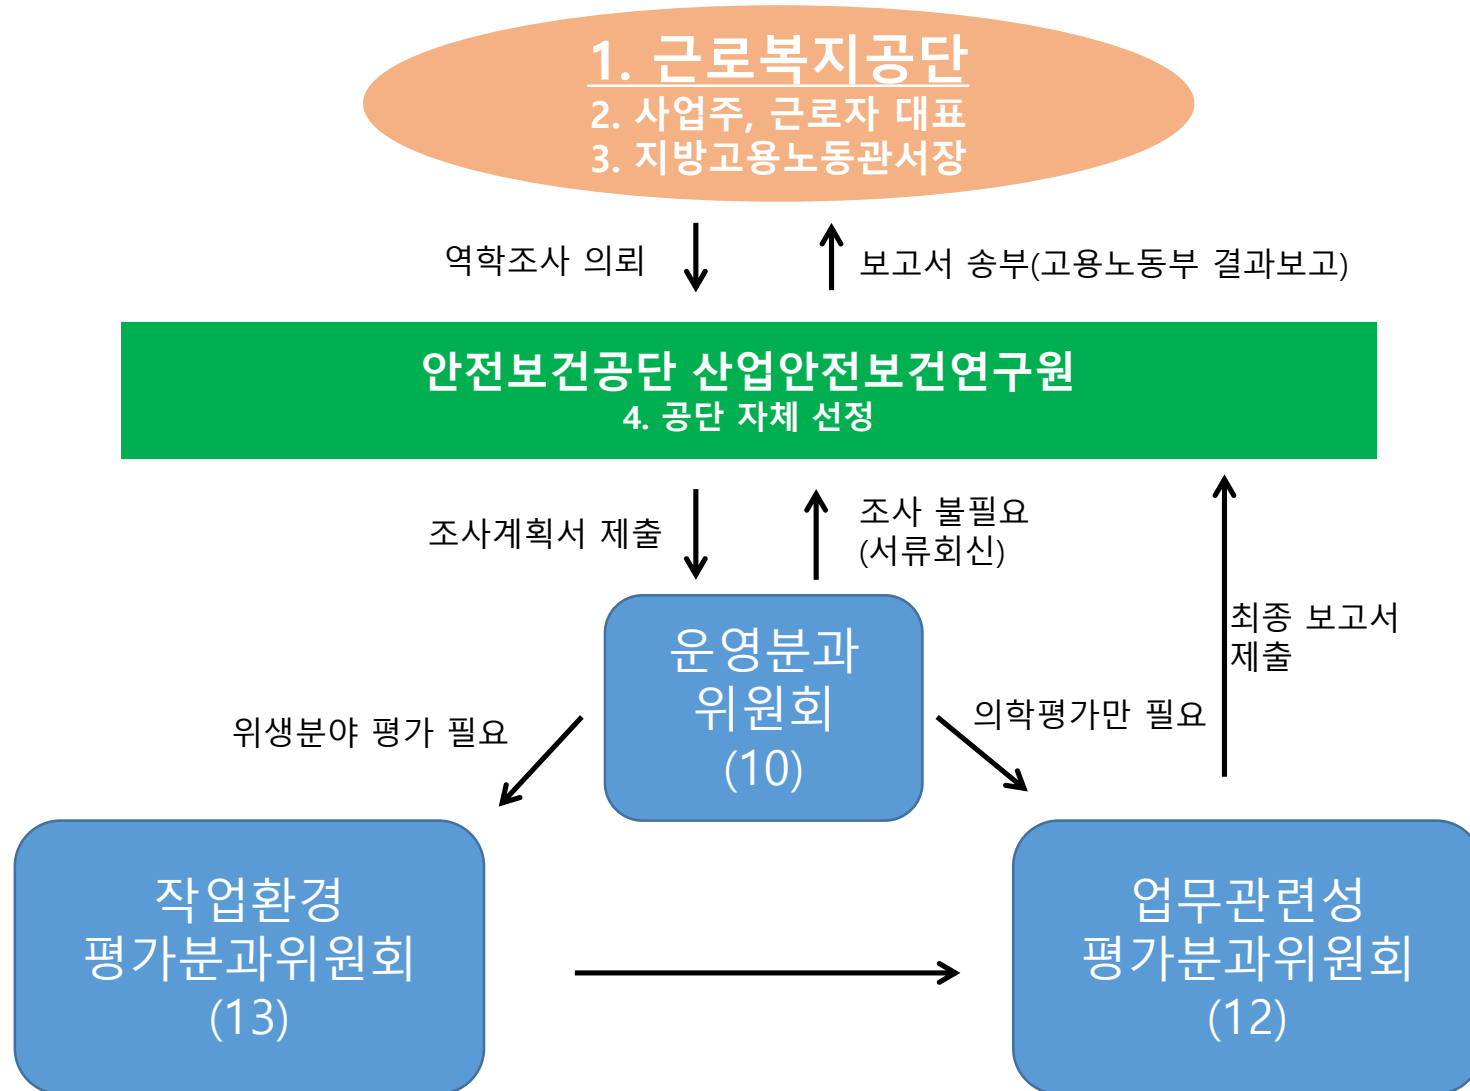 1. 근로복지공단
2. 사업주, 근로자 대표
3. 지방고용노동관서장
역학조사 의뢰
보고서 송부(고용노동부 결과보고)
안전보건공단 산업안전보건연구원
4. 공단 자체 선정
조사계획서 제출
조사 불필요
(서류회신)
운영분과
위원회
(10)
최종 보고서
제출
위생분야 평가 필요
의학평가만 필요
작업환경
평가분과위원회
(13)
업무관련성
평가분과위원회
(12)